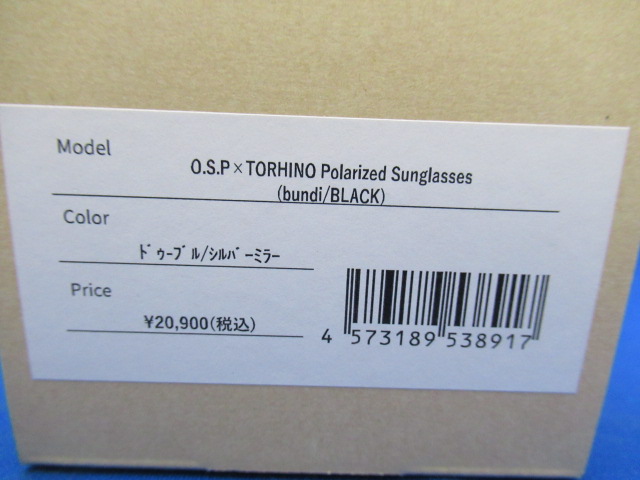 Model
O.S.P×TORHINO Polarized Sunglasses
(bundi/BLACK)
Color
ﾄﾞｩｰﾌﾞﾙ/ｼﾙﾊﾞｰﾐﾗｰ
Price
¥20,900(税込)
4 573189 538917